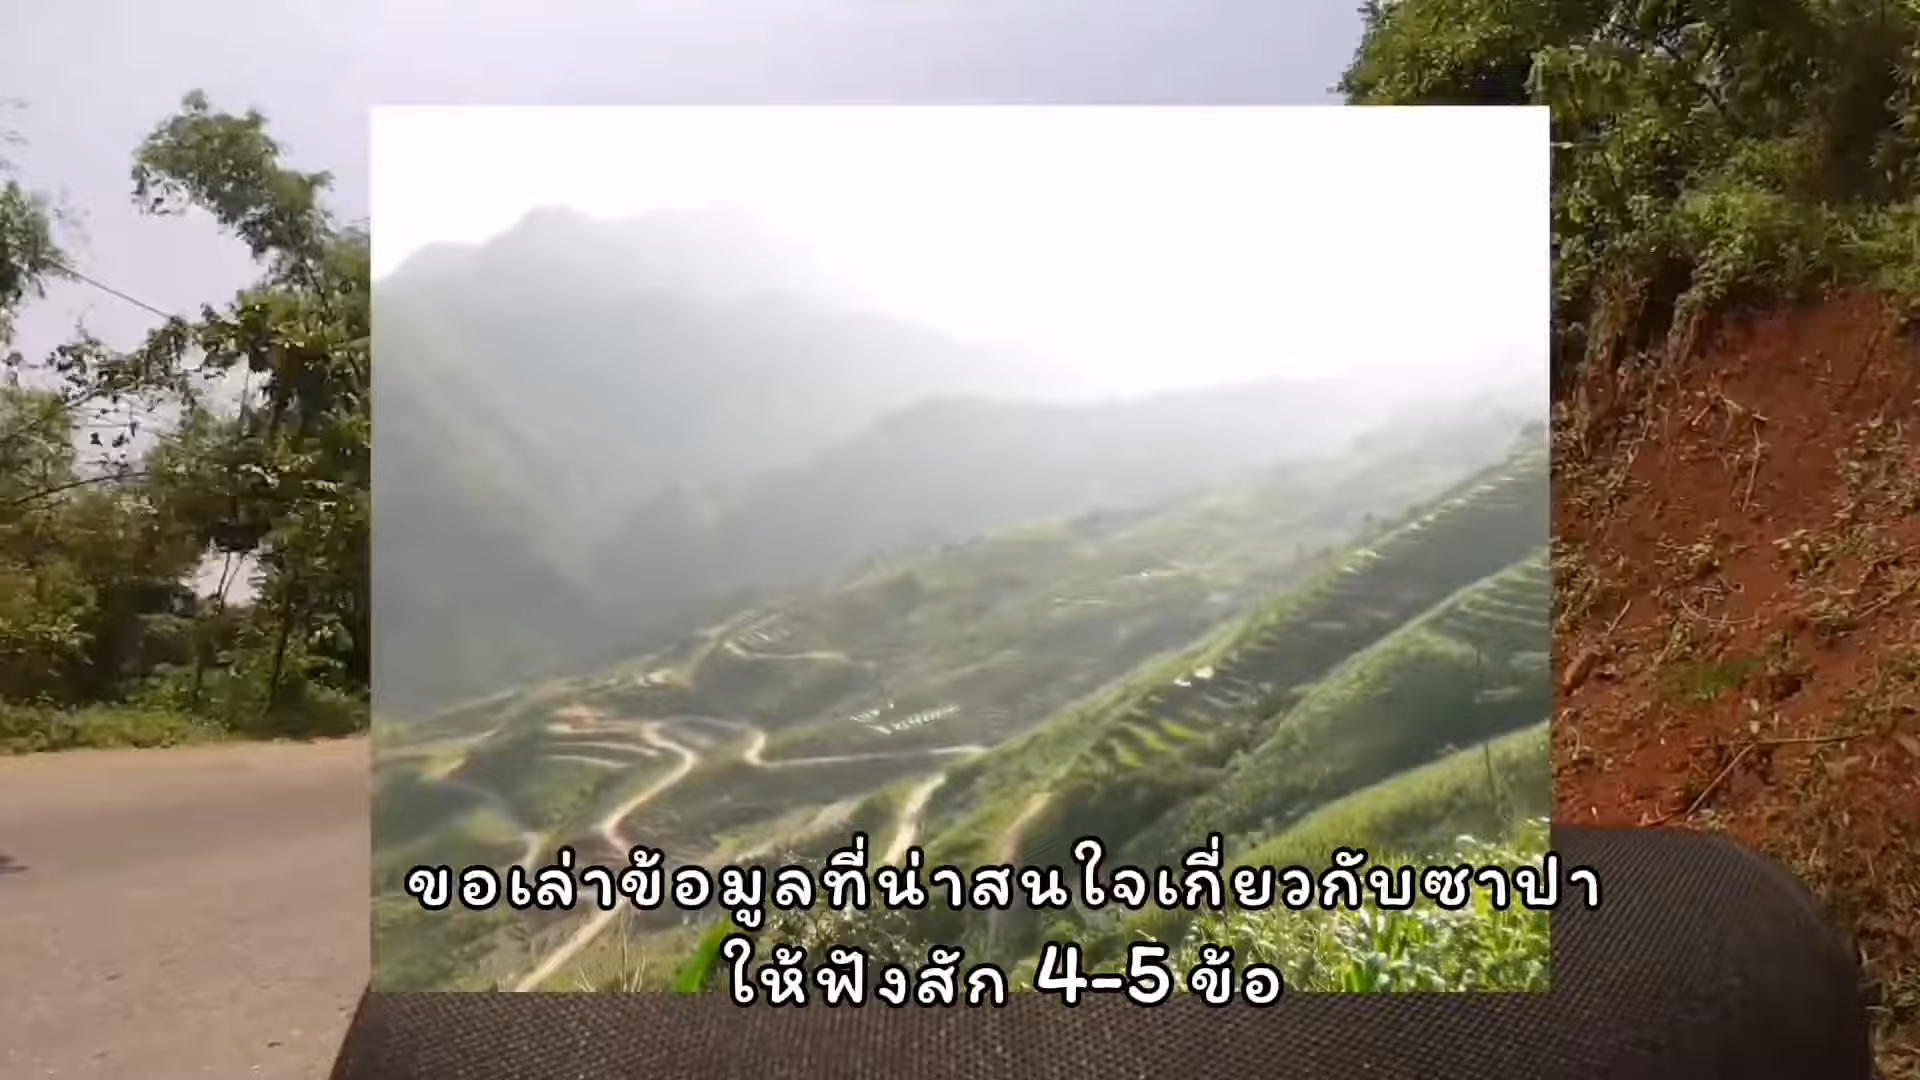 ขอเล่าข้อมูลที่น่าสนใจเกี่ยวกับซาปา
ให้ฟังสัก 4-5 ข้อ